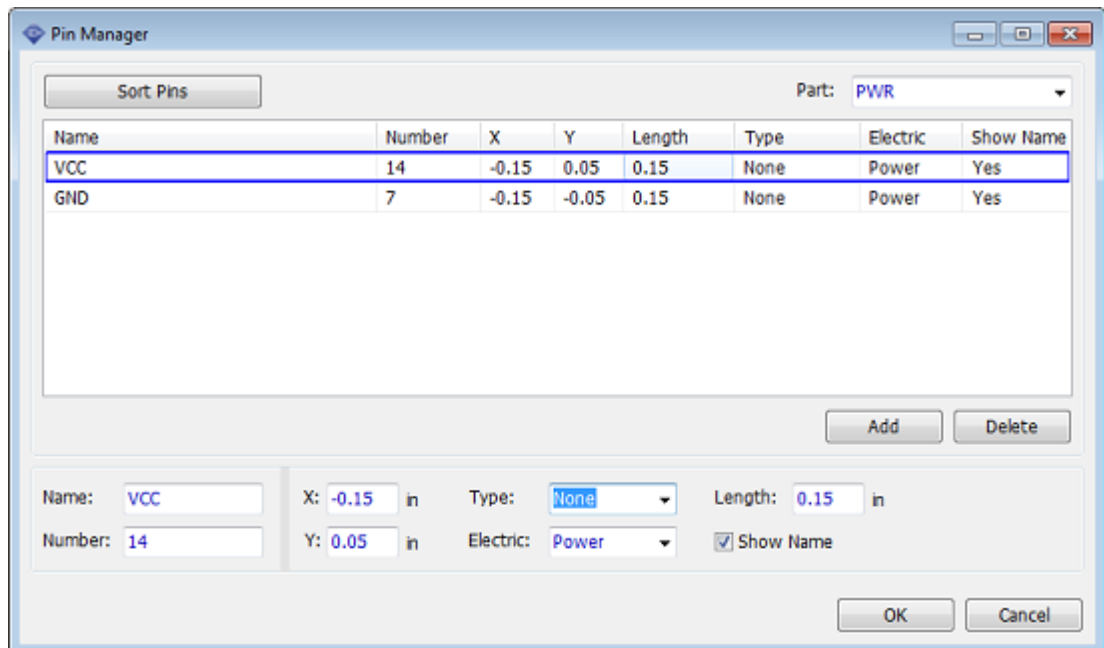 Pin Manager
Sort Pins Part: PWR
Name Number X Y Length Type Electric Show Name
VCC 14 -0.15 0.05 0.15 None Power Yes
GND 7 -0.15 -0.05 0.15 None Power Yes
Add Delete
Name: VCC X: -0.15 in Type: None Length: 0.15 in
Number: 14 Y: 0.05 in Electric: Power Show Name
OK Cancel